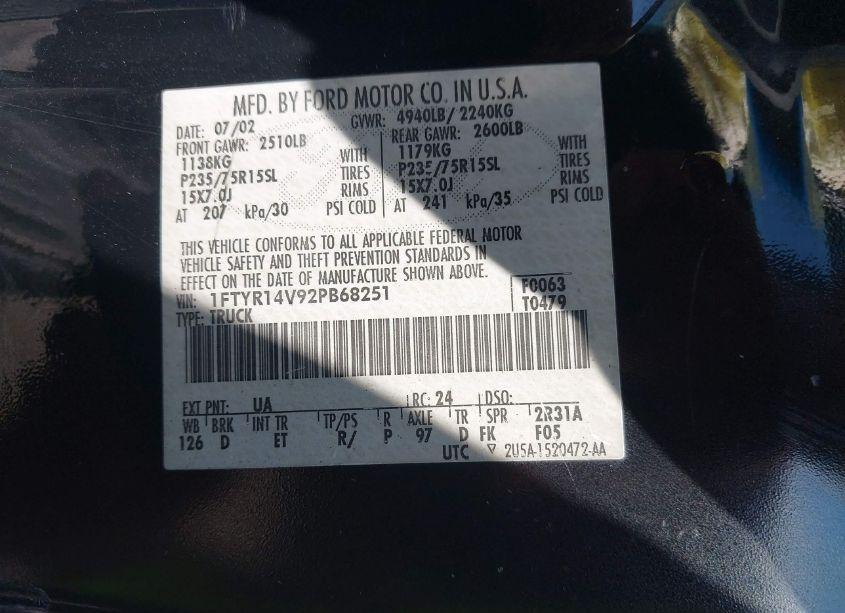 MFD. BY FORD MOTOR CO. IN U.S.A.
DATE: 07/02 GVWR: 4940LB/ 2240KG
FRONT GAWR: 2510LB REAR GAWR: 2600LB
1138KG WITH 1179KG WITH
P235/75R15SL TIRES P235/75R15SL TIRES
15X7.0J RIMS 15X7.0J RIMS
AT 207 kPa/30 PSI COLD AT 241 kPa/35 PSI COLD
THIS VEHICLE CONFORMS TO ALL APPLICABLE FEDERAL MOTOR
VEHICLE SAFETY AND THEFT PREVENTION STANDARDS IN
EFFECT ON THE DATE OF MANUFACTURE SHOWN ABOVE.
VIN: 1FTYR14V92PB68251 F0063
TYPE: TRUCK T0479
EXT PNT: UA RC: 24 DSO:
WB BRK INT TR TP/PS R AXLE TR SPR 2R31A
126 D ET R/ P 97 D FK F05
UTC ▽ 2U5A-1520472-AA